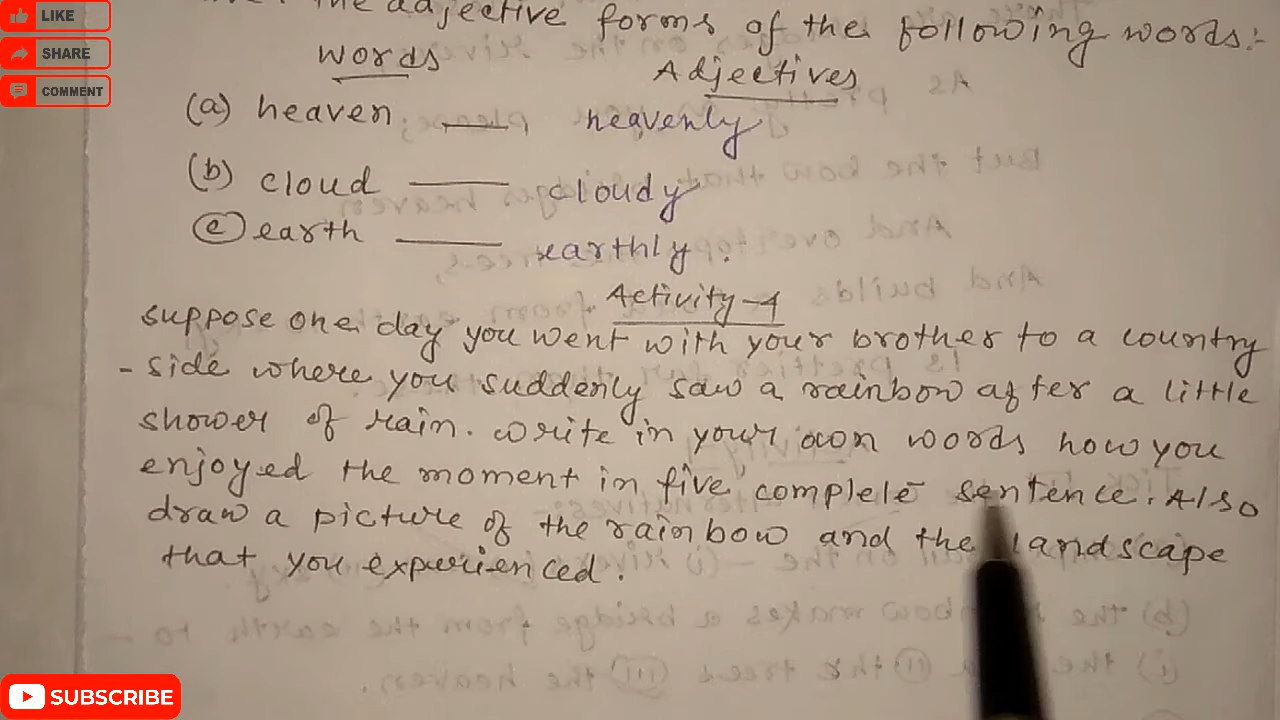 LIKE
SHARE
COMMENT
the adjective forms of the following words:-
words Adjectives
(a) heaven — heavenly
(b) cloud — cloudy
(c) earth — earthly.
Activity-4
suppose one day you went with your brother to a country
- side where you suddenly saw a rainbow after a little
shower of rain. write in your own words how you
enjoyed the moment in five complete sentence. Also
draw a picture of the rainbow and the landscape
that you experienced.
SUBSCRIBE